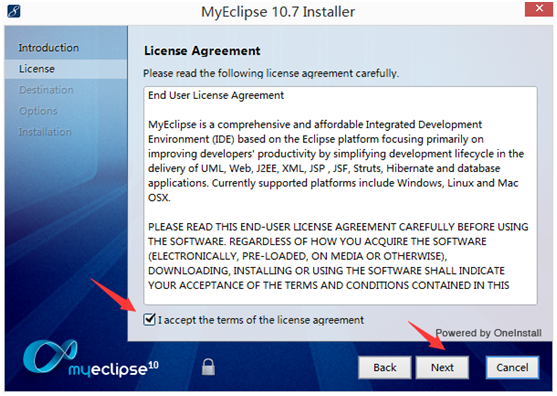 MyEclipse 10.7 Installer
Introduction
License
Destination
Options
Installation
License Agreement
Please read the following license agreement carefully.
End User License Agreement
MyEclipse is a comprehensive and affordable Integrated Development
Environment (IDE) based on the Eclipse platform focusing primarily on
improving developers' productivity by simplifying development lifecycle in the
delivery of UML, Web, J2EE, XML, JSP , JSF, Struts, Hibernate and database
applications. Currently supported platforms include Windows, Linux and Mac
OSX.
PLEASE READ THIS END-USER LICENSE AGREEMENT CAREFULLY BEFORE USING
THE SOFTWARE. REGARDLESS OF HOW YOU ACQUIRE THE SOFTWARE
(ELECTRONICALLY, PRE-LOADED, ON MEDIA OR OTHERWISE),
DOWNLOADING, INSTALLING OR USING THE SOFTWARE SHALL INDICATE
YOUR ACCEPTANCE OF THE TERMS AND CONDITIONS CONTAINED IN THIS
I accept the terms of the license agreement
Powered by OneInstall
myeclipse10
Back
Next
Cancel